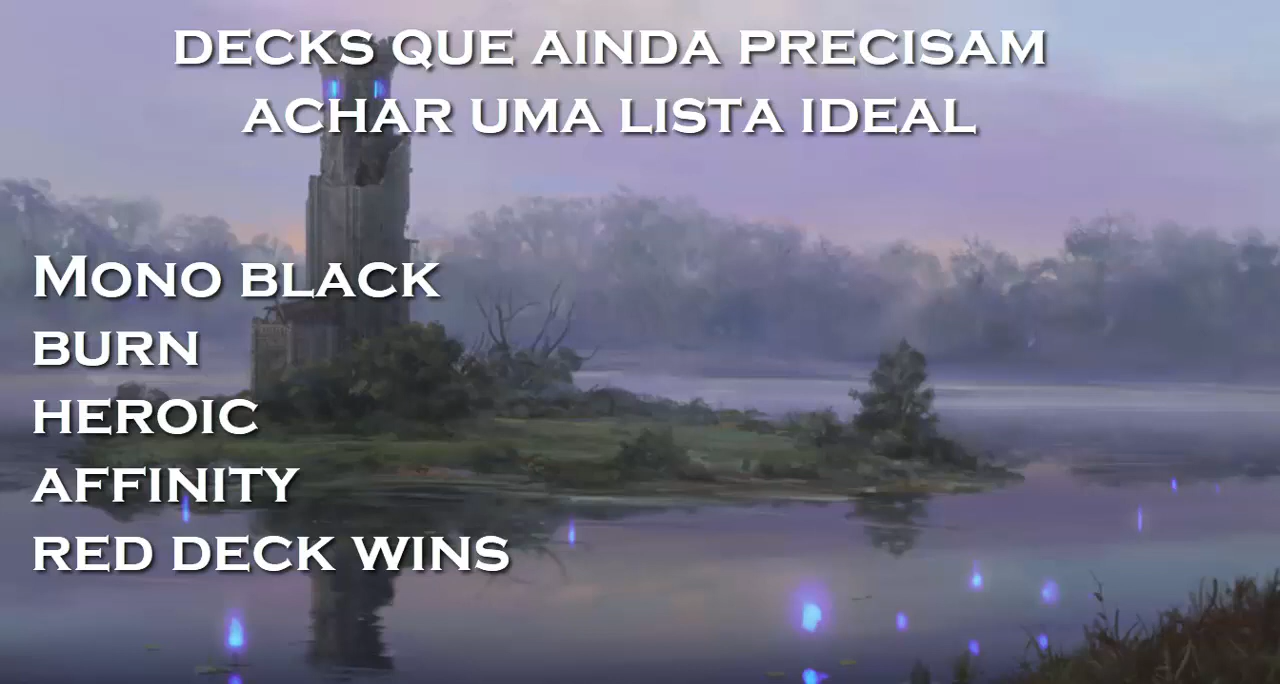 DECKS QUE AINDA PRECISAM
ACHAR UMA LISTA IDEAL
MONO BLACK
BURN
HEROIC
AFFINITY
RED DECK WINS